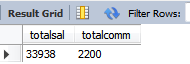 Result Grid Filter Rows:
totalsal totalcomm
33938 2200